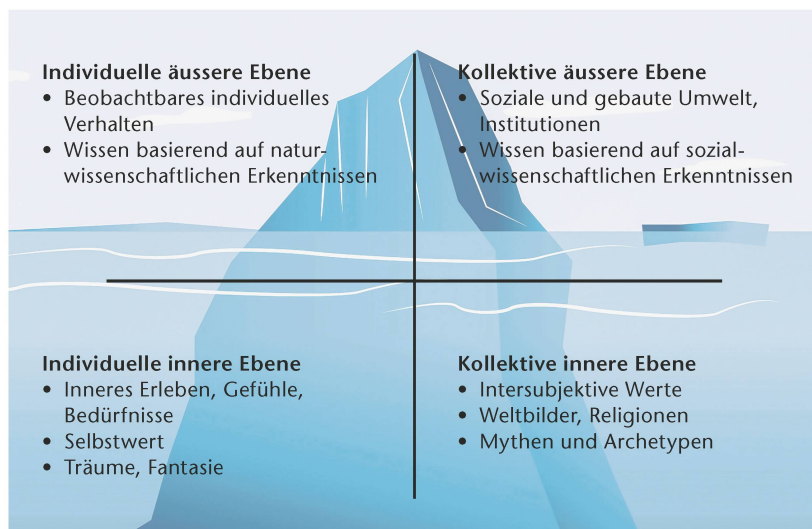 Individuelle äussere Ebene
• Beobachtbares individuelles
Verhalten
• Wissen basierend auf natur-
wissenschaftlichen Erkenntnissen
Kollektive äussere Ebene
• Soziale und gebaute Umwelt,
Institutionen
• Wissen basierend auf sozial-
wissenschaftlichen Erkenntnissen
Individuelle innere Ebene
• Inneres Erleben, Gefühle,
Bedürfnisse
• Selbstwert
• Träume, Fantasie
Kollektive innere Ebene
• Intersubjektive Werte
• Weltbilder, Religionen
• Mythen und Archetypen